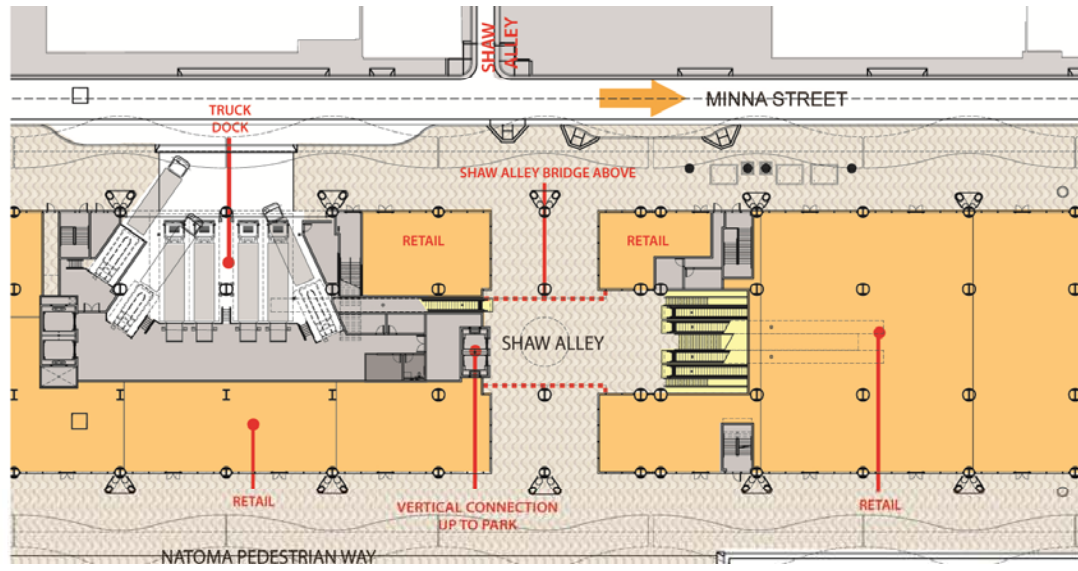 SHAW
ALLEY
MINNA STREET
TRUCK
DOCK
SHAW ALLEY BRIDGE ABOVE
RETAIL
RETAIL
SHAW ALLEY
RETAIL
VERTICAL CONNECTION
UP TO PARK
RETAIL
NATOMA PEDESTRIAN WAY